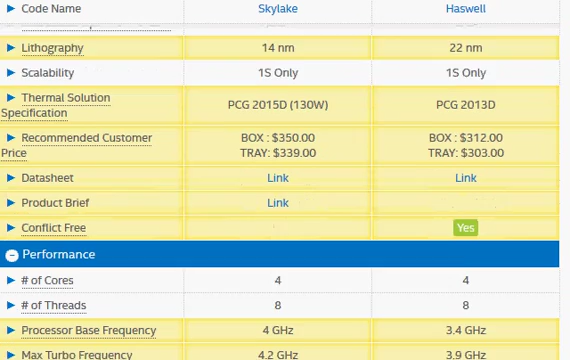 Code Name Skylake Haswell
Lithography 14 nm 22 nm
Scalability 1S Only 1S Only
Thermal Solution
Specification PCG 2015D (130W) PCG 2013D
Recommended Customer
Price BOX : $350.00 BOX : $312.00
TRAY: $339.00 TRAY: $303.00
Datasheet Link Link
Product Brief Link
Conflict Free Yes
Performance
# of Cores 4 4
# of Threads 8 8
Processor Base Frequency 4 GHz 3.4 GHz
Max Turbo Frequency 4.2 GHz 3.9 GHz